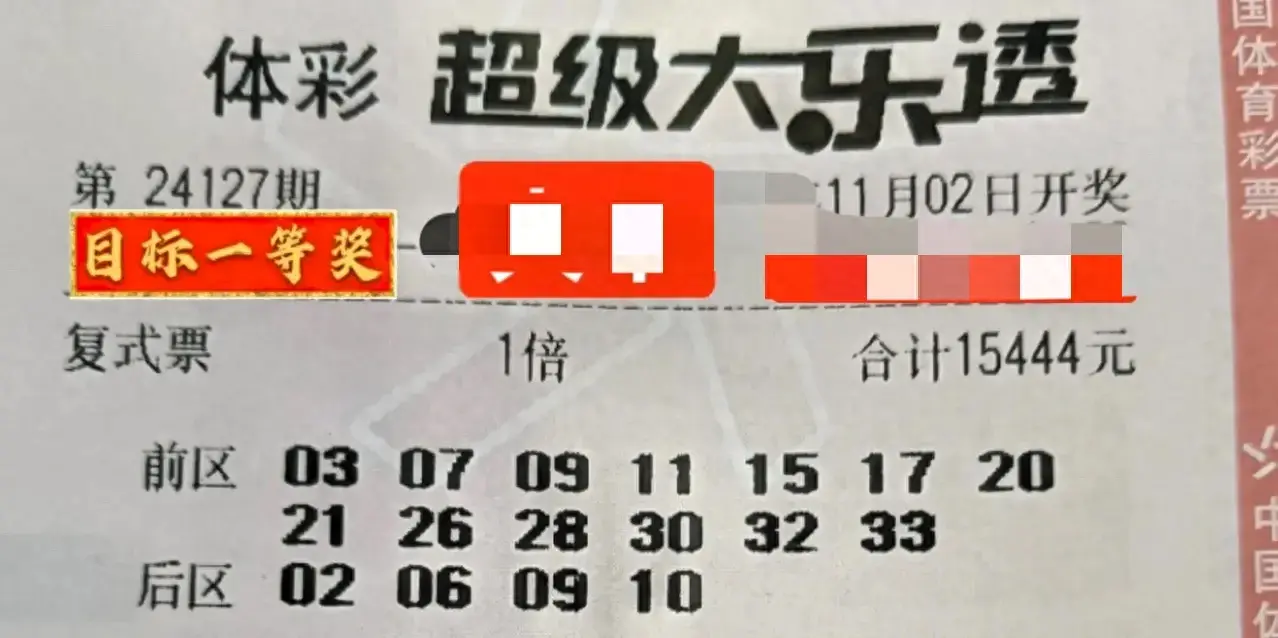 体彩 超级大乐透
第 24127期 11月02日开奖
目标一等奖
复式票 1倍 合计15444元
前区 03 07 09 11 15 17 20
21 26 28 30 32 33
后区 02 06 09 10
国体育彩票
中国体